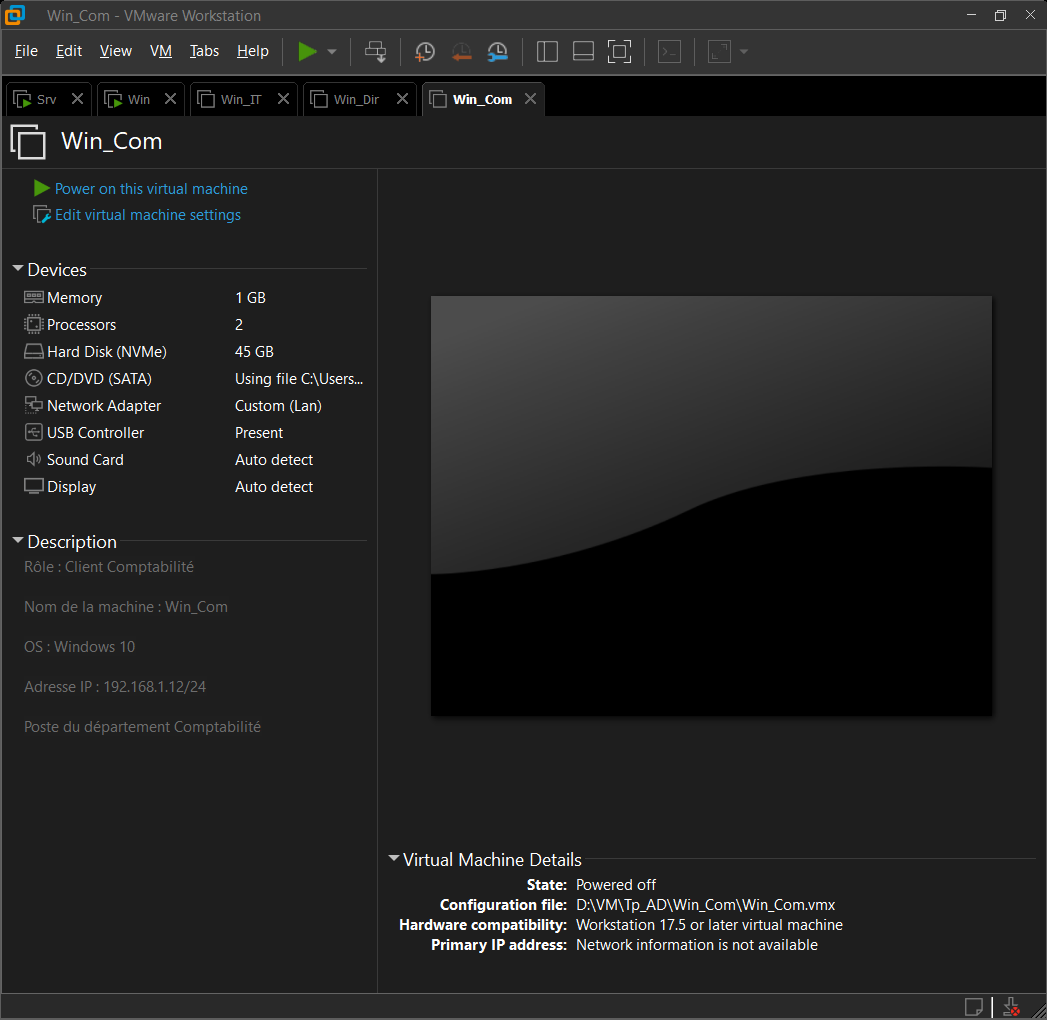 Win_Com - VMware Workstation
File Edit View VM Tabs Help
Srv Win Win_IT Win_Dir Win_Com
Win_Com
Power on this virtual machine
Edit virtual machine settings
Devices
Memory 1 GB
Processors 2
Hard Disk (NVMe) 45 GB
CD/DVD (SATA) Using file C:\Users...
Network Adapter Custom (Lan)
USB Controller Present
Sound Card Auto detect
Display Auto detect
Description
Rôle : Client Comptabilité
Nom de la machine : Win_Com
OS : Windows 10
Adresse IP : 192.168.1.12/24
Poste du département Comptabilité
Virtual Machine Details
State: Powered off
Configuration file: D:\VM\Tp_AD\Win_Com\Win_Com.vmx
Hardware compatibility: Workstation 17.5 or later virtual machine
Primary IP address: Network information is not available